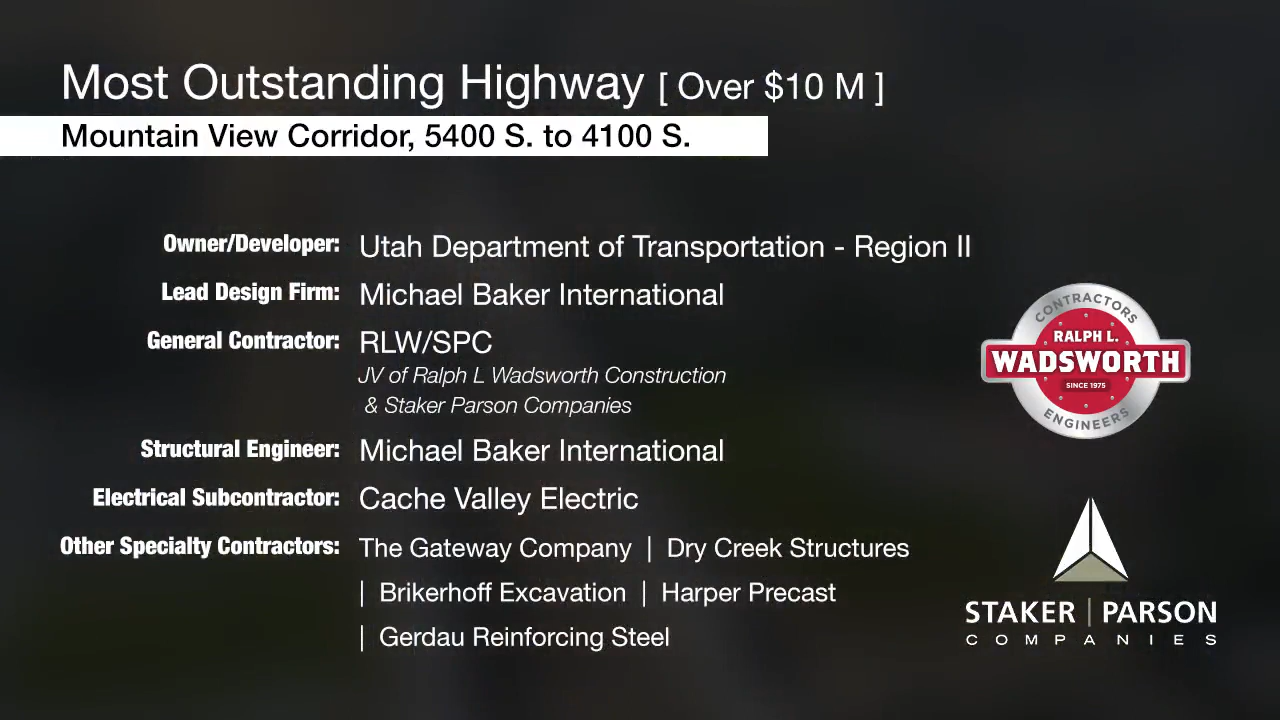 Most Outstanding Highway [ Over $10 M ]
Mountain View Corridor, 5400 S. to 4100 S.
Owner/Developer: Utah Department of Transportation - Region II
Lead Design Firm: Michael Baker International
General Contractor: RLW/SPC
JV of Ralph L Wadsworth Construction
& Staker Parson Companies
Structural Engineer: Michael Baker International
Electrical Subcontractor: Cache Valley Electric
Other Specialty Contractors: The Gateway Company | Dry Creek Structures
| Brikerhoff Excavation | Harper Precast
| Gerdau Reinforcing Steel
CONTRACTORS
RALPH L.
WADSWORTH
SINCE 1975
ENGINEERS
STAKER | PARSON
COMPANIES